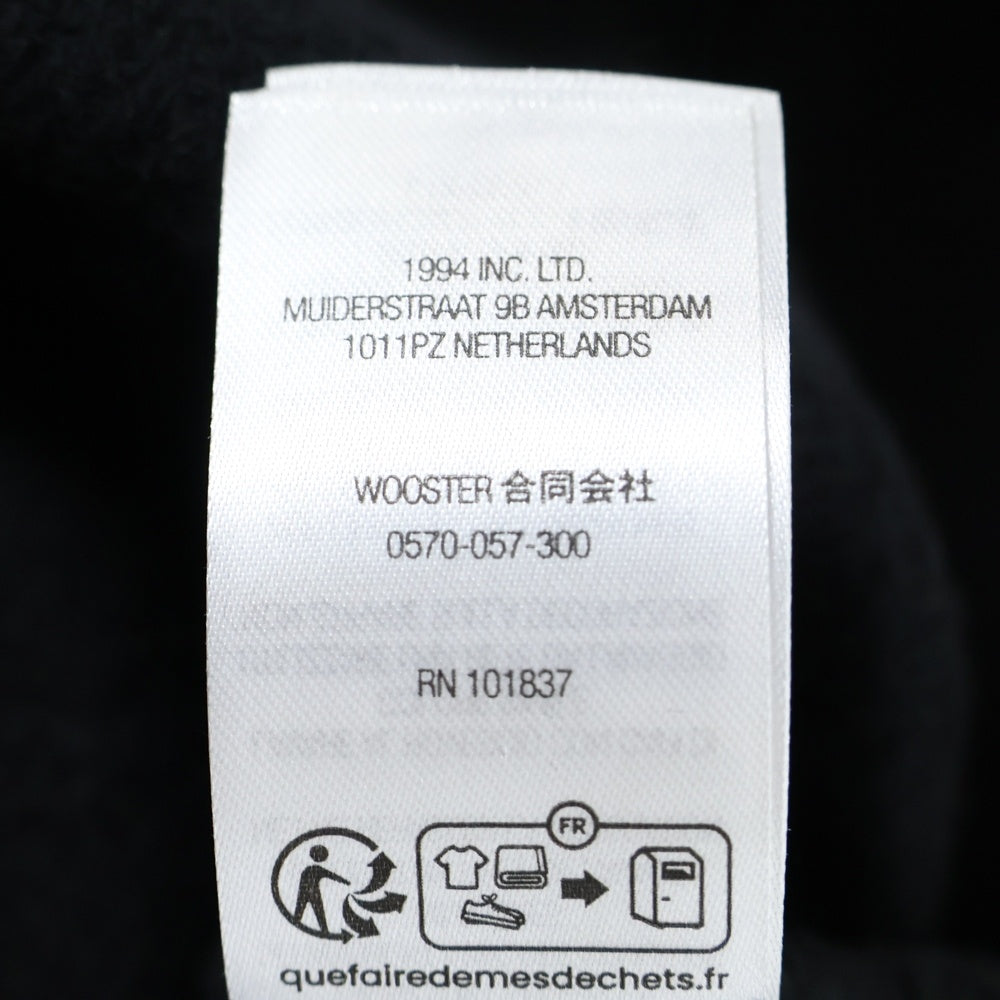 1994 INC. LTD.
MUIDERSTRAAT 9B AMSTERDAM
1011PZ NETHERLANDS
WOOSTER 合同会社
0570-057-300
RN 101837
FR
quefairedemesdechets.fr